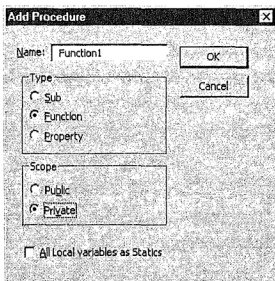 Add Procedure
Name: Function1
OK
Cancel
Type
Sub
Function
Property
Scope
Public
Private
All Local variables as Statics